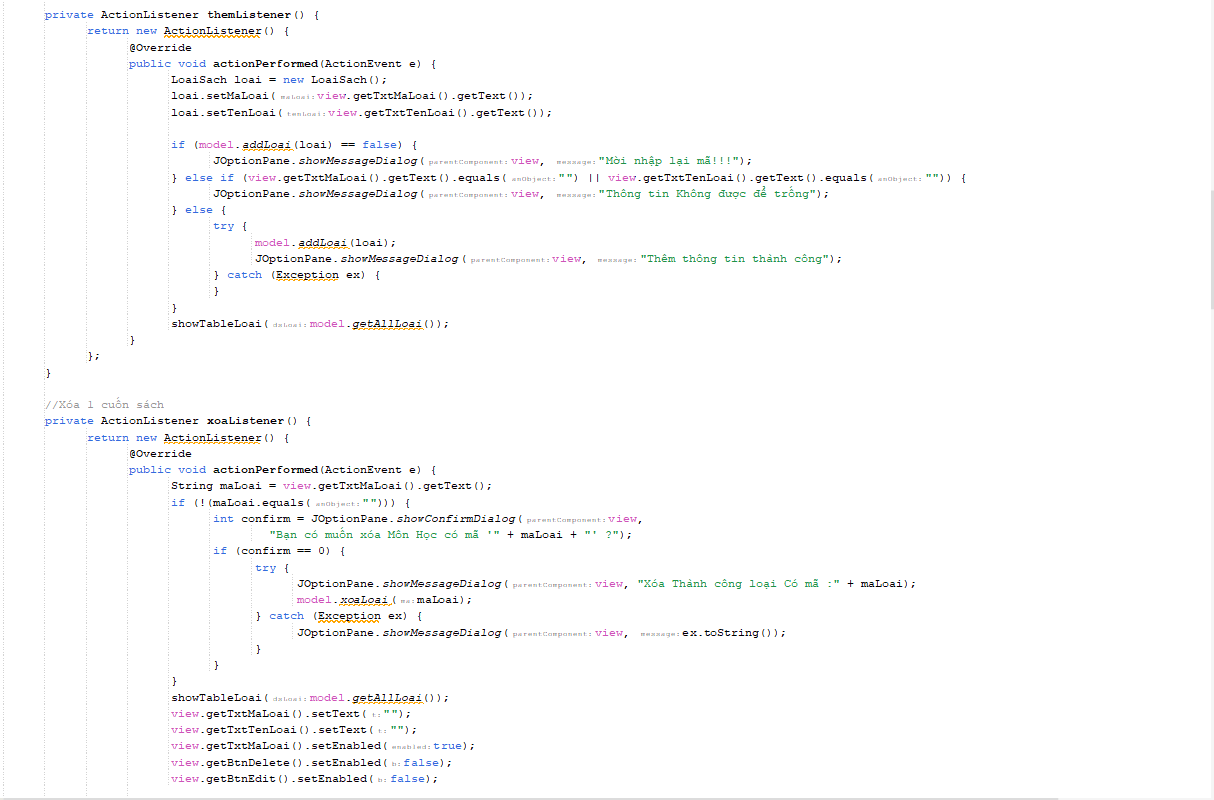 private ActionListener themListener() {
return new ActionListener() {
@Override
public void actionPerformed(ActionEvent e) {
LoaiSach loai = new LoaiSach();
loai.setMaLoai( maLoai: view.getTxtMaLoai().getText());
loai.setTenLoai( tenLoai: view.getTxtTenLoai().getText());
if (model.addLoai(loai) == false) {
JOptionPane.showMessageDialog( parentComponent: view, message: "Mời nhập lại mã!!!");
} else if (view.getTxtMaLoai().getText().equals( anObject: "") || view.getTxtTenLoai().getText().equals( anObject: "")) {
JOptionPane.showMessageDialog( parentComponent: view, message: "Thông tin Không được để trống");
} else {
try {
model.addLoai(loai);
JOptionPane.showMessageDialog( parentComponent: view, message: "Thêm thông tin thành công");
} catch (Exception ex) {
}
}
showTableLoai( dsLoai: model.getAllLoai());
}
};
}
//Xóa 1 cuốn sách
private ActionListener xoaListener() {
return new ActionListener() {
@Override
public void actionPerformed(ActionEvent e) {
String maLoai = view.getTxtMaLoai().getText();
if (!(maLoai.equals( anObject: ""))) {
int confirm = JOptionPane.showConfirmDialog( parentComponent: view,
"Bạn có muốn xóa Môn Học có mã '" + maLoai + "' ?");
if (confirm == 0) {
try {
JOptionPane.showMessageDialog( parentComponent: view, "Xóa Thành công loại Có mã :" + maLoai);
model.xoaLoai( ma: maLoai);
} catch (Exception ex) {
JOptionPane.showMessageDialog( parentComponent: view, message: ex.toString());
}
}
}
showTableLoai( dsLoai: model.getAllLoai());
view.getTxtMaLoai().setText( t: "");
view.getTxtTenLoai().setText( t: "");
view.getTxtMaLoai().setEnabled( enabled: true);
view.getBtnDelete().setEnabled( b: false);
view.getBtnEdit().setEnabled( b: false);